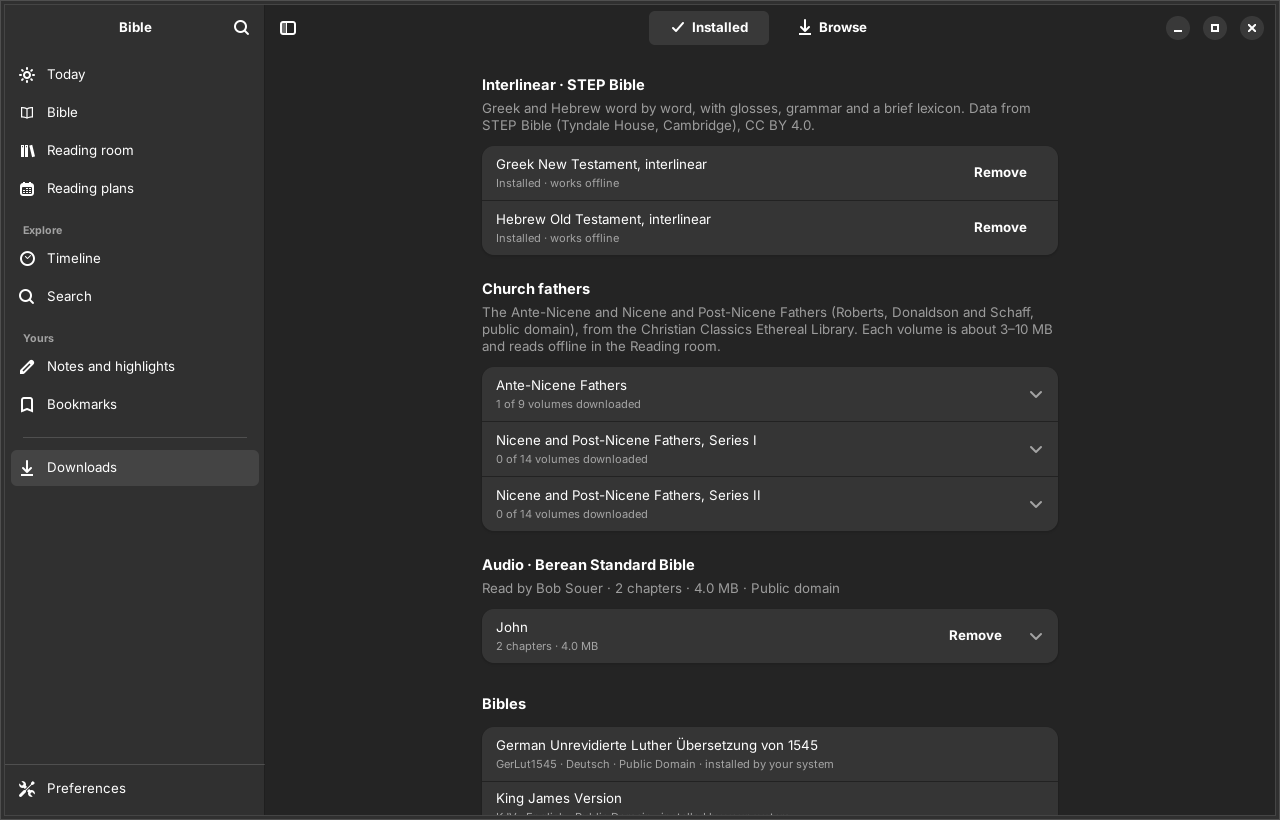 Bible
Today
Bible
Reading room
Reading plans
Explore
Timeline
Search
Yours
Notes and highlights
Bookmarks
Downloads
Preferences
Installed
Browse
Interlinear · STEP Bible
Greek and Hebrew word by word, with glosses, grammar and a brief lexicon. Data from
STEP Bible (Tyndale House, Cambridge), CC BY 4.0.
Greek New Testament, interlinear
Installed · works offline
Remove
Hebrew Old Testament, interlinear
Installed · works offline
Remove
Church fathers
The Ante-Nicene and Nicene and Post-Nicene Fathers (Roberts, Donaldson and Schaff,
public domain), from the Christian Classics Ethereal Library. Each volume is about 3–10 MB
and reads offline in the Reading room.
Ante-Nicene Fathers
1 of 9 volumes downloaded
Nicene and Post-Nicene Fathers, Series I
0 of 14 volumes downloaded
Nicene and Post-Nicene Fathers, Series II
0 of 14 volumes downloaded
Audio · Berean Standard Bible
Read by Bob Souer · 2 chapters · 4.0 MB · Public domain
John
2 chapters · 4.0 MB
Remove
Bibles
German Unrevidierte Luther Übersetzung von 1545
GerLut1545 · Deutsch · Public Domain · installed by your system
King James Version